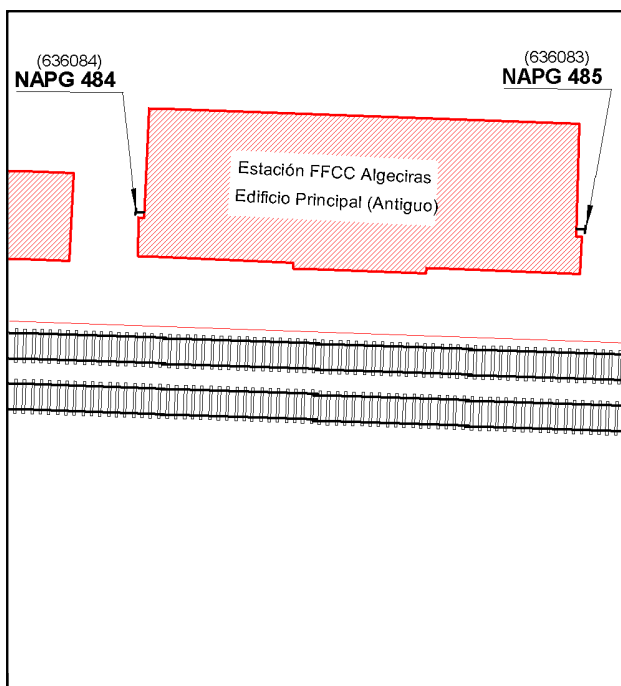 (636084)
NAPG 484
(636083)
NAPG 485
Estación FFCC Algeciras
Edificio Principal (Antiguo)